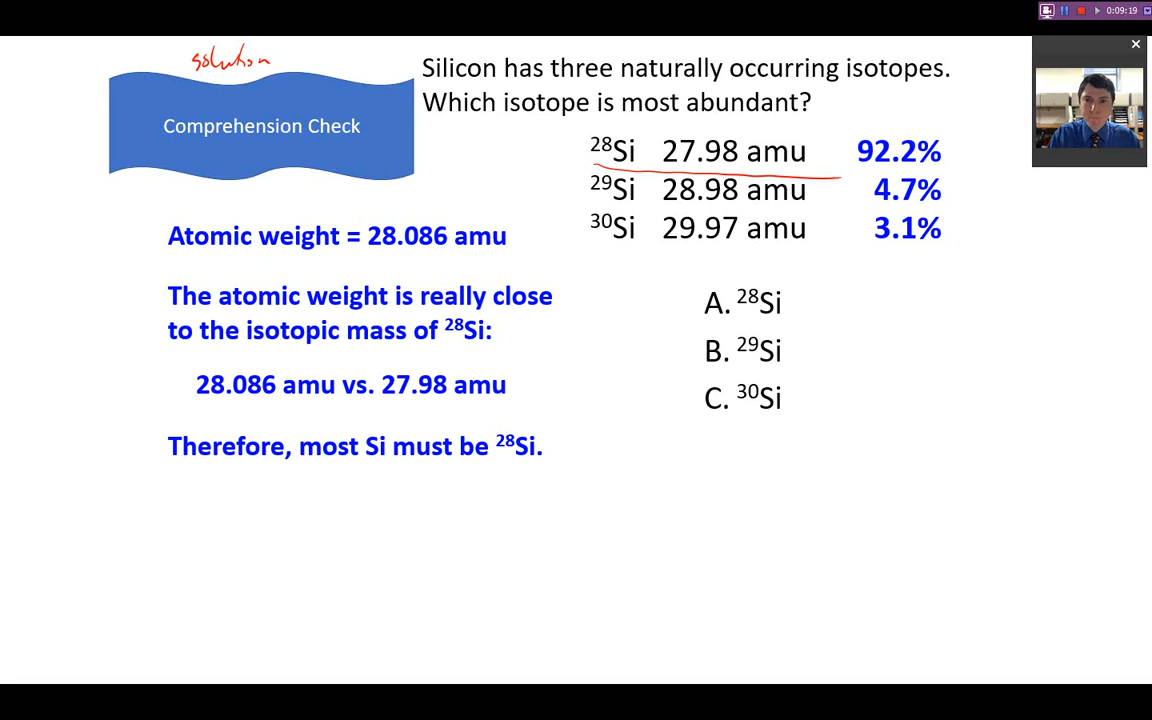 0:09:19
solution
Comprehension Check
Silicon has three naturally occurring isotopes.
Which isotope is most abundant?
²⁸Si 27.98 amu 92.2%
²⁹Si 28.98 amu 4.7%
³⁰Si 29.97 amu 3.1%
Atomic weight = 28.086 amu
The atomic weight is really close
to the isotopic mass of ²⁸Si:
28.086 amu vs. 27.98 amu
Therefore, most Si must be ²⁸Si.
A. ²⁸Si
B. ²⁹Si
C. ³⁰Si